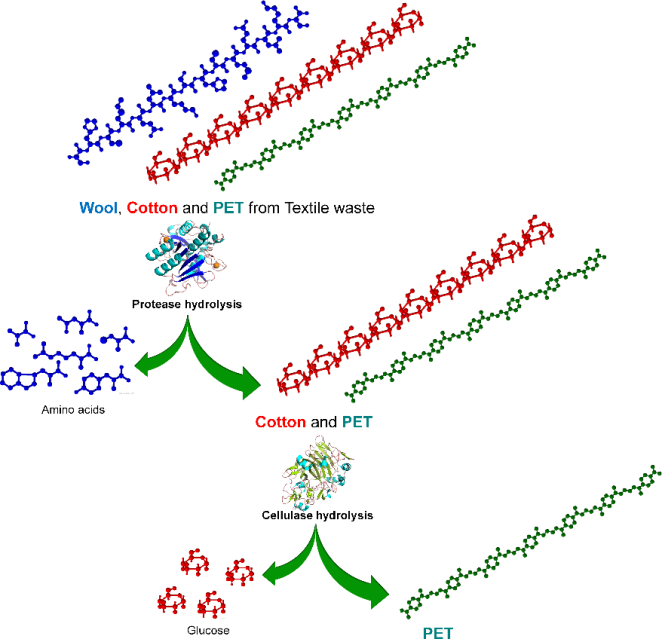 Wool, Cotton and PET from Textile waste
Protease hydrolysis
Amino acids
Cotton and PET
Cellulase hydrolysis
Glucose
PET